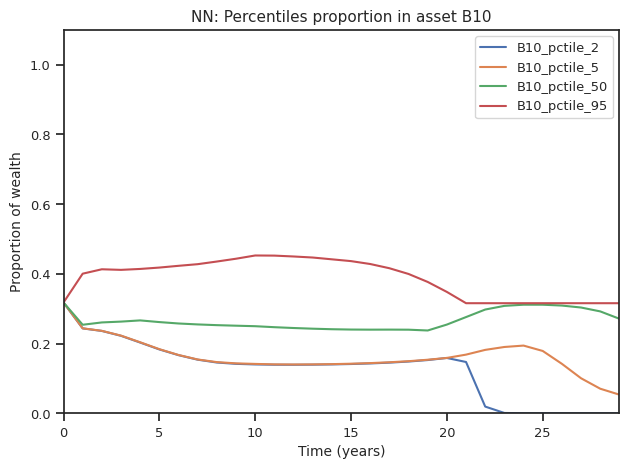 NN: Percentiles proportion in asset B10
B10_pctile_2
B10_pctile_5
B10_pctile_50
B10_pctile_95
Proportion of wealth
1.0
0.8
0.6
0.4
0.2
0.0
0 5 10 15 20 25
Time (years)